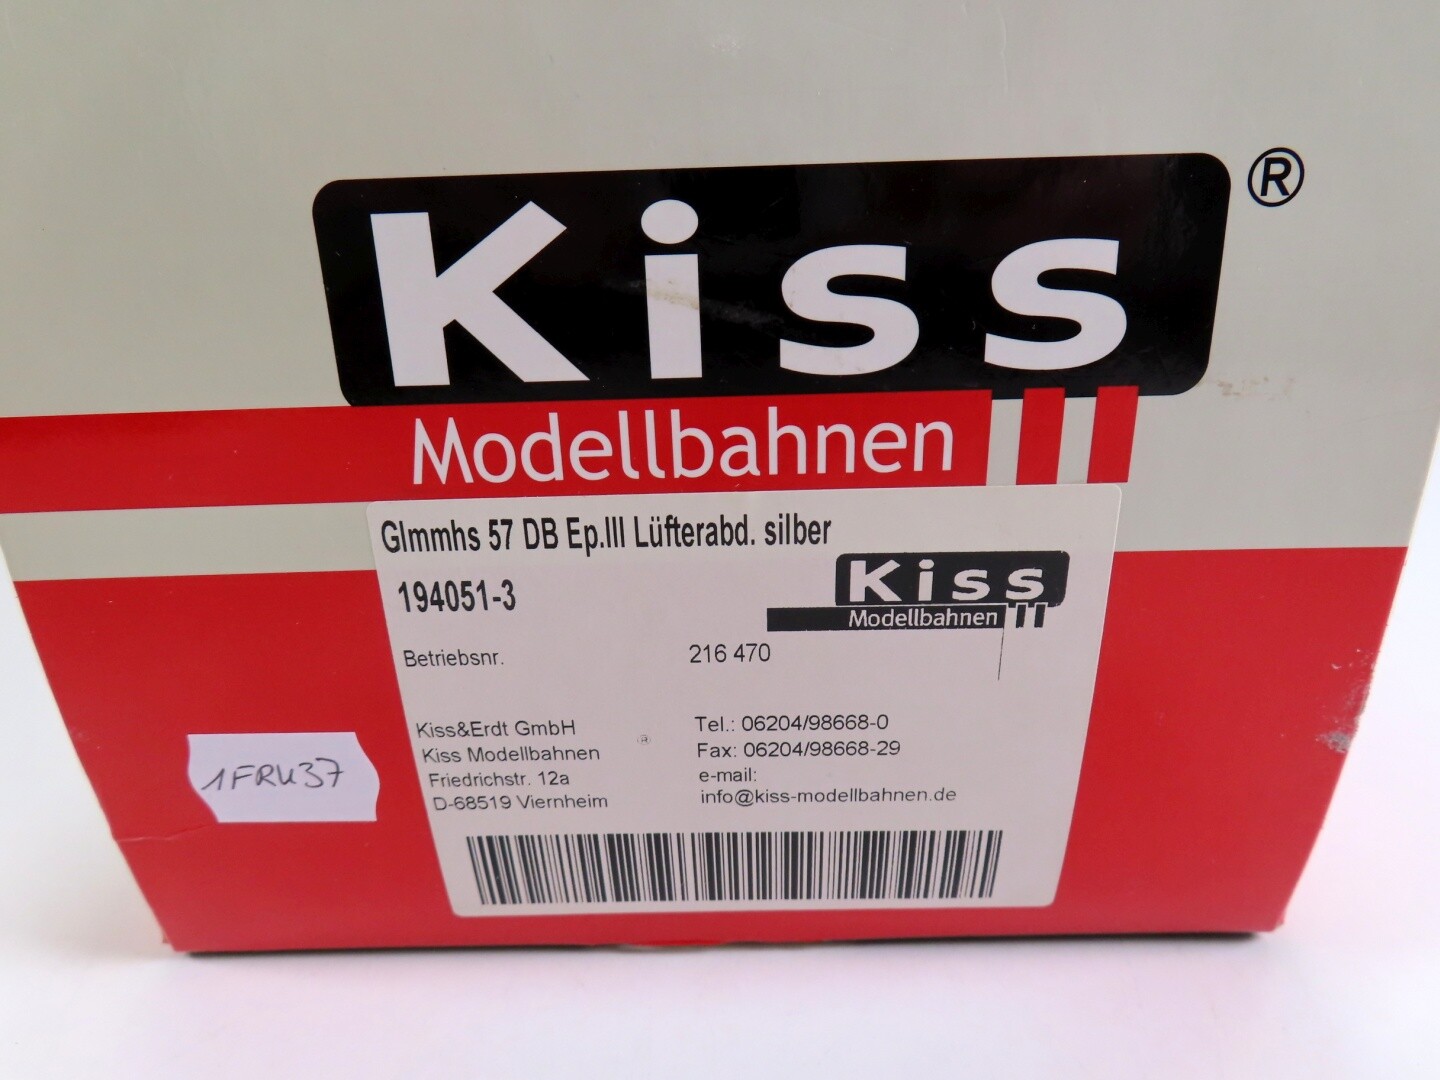 Kiss ®
Modellbahnen
Glmmhs 57 DB Ep.III Lüfterabd. silber
194051-3
Kiss
Modellbahnen
Betriebsnr. 216 470
Kiss&Erdt GmbH
Kiss Modellbahnen ®
Friedrichstr. 12a
D-68519 Viernheim
Tel.: 06204/98668-0
Fax: 06204/98668-29
e-mail:
info@kiss-modellbahnen.de
1FRU37